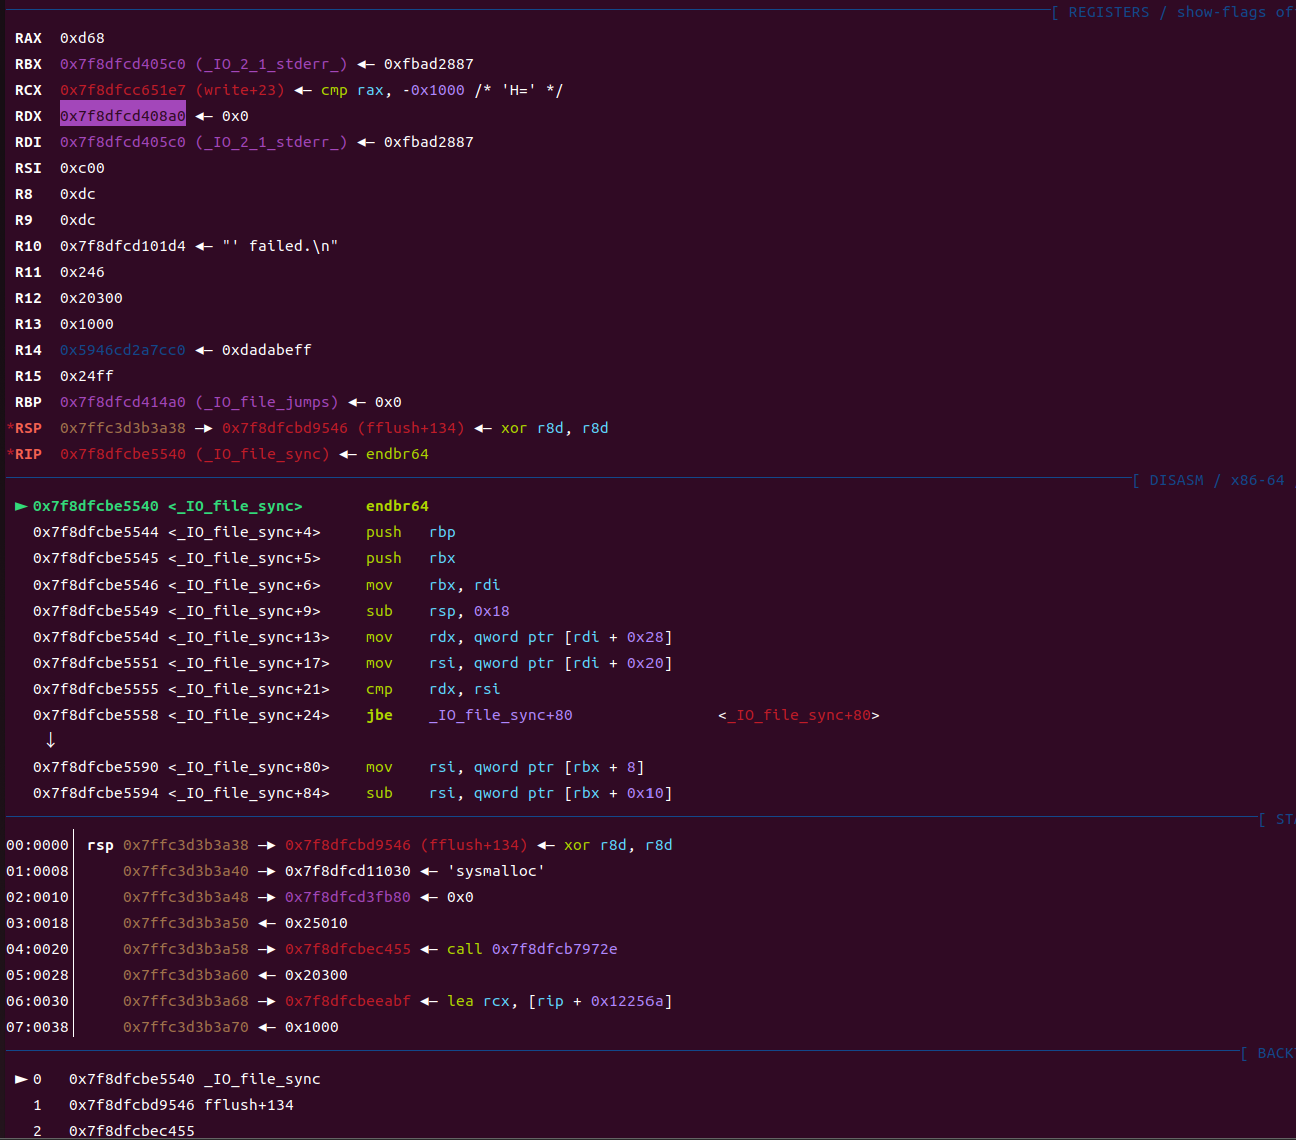 [ REGISTERS / show-flags of
RAX  0xd68
RBX  0x7f8dfcd405c0 (_IO_2_1_stderr_) ◂— 0xfbad2887
RCX  0x7f8dfcc651e7 (write+23) ◂— cmp rax, -0x1000 /* 'H=' */
RDX  0x7f8dfcd408a0 ◂— 0x0
RDI  0x7f8dfcd405c0 (_IO_2_1_stderr_) ◂— 0xfbad2887
RSI  0xc00
R8   0xdc
R9   0xdc
R10  0x7f8dfcd101d4 ◂— "' failed.\n"
R11  0x246
R12  0x20300
R13  0x1000
R14  0x5946cd2a7cc0 ◂— 0xdadabeff
R15  0x24ff
RBP  0x7f8dfcd414a0 (_IO_file_jumps) ◂— 0x0
*RSP  0x7ffc3d3b3a38 —▸ 0x7f8dfcbd9546 (fflush+134) ◂— xor r8d, r8d
*RIP  0x7f8dfcbe5540 (_IO_file_sync) ◂— endbr64
[ DISASM / x86-64 /
► 0x7f8dfcbe5540 <_IO_file_sync>       endbr64
0x7f8dfcbe5544 <_IO_file_sync+4>     push   rbp
0x7f8dfcbe5545 <_IO_file_sync+5>     push   rbx
0x7f8dfcbe5546 <_IO_file_sync+6>     mov    rbx, rdi
0x7f8dfcbe5549 <_IO_file_sync+9>     sub    rsp, 0x18
0x7f8dfcbe554d <_IO_file_sync+13>    mov    rdx, qword ptr [rdi + 0x28]
0x7f8dfcbe5551 <_IO_file_sync+17>    mov    rsi, qword ptr [rdi + 0x20]
0x7f8dfcbe5555 <_IO_file_sync+21>    cmp    rdx, rsi
0x7f8dfcbe5558 <_IO_file_sync+24>    jbe    _IO_file_sync+80                <_IO_file_sync+80>
↓
0x7f8dfcbe5590 <_IO_file_sync+80>    mov    rsi, qword ptr [rbx + 8]
0x7f8dfcbe5594 <_IO_file_sync+84>    sub    rsi, qword ptr [rbx + 0x10]
[ STA
00:0000│ rsp 0x7ffc3d3b3a38 —▸ 0x7f8dfcbd9546 (fflush+134) ◂— xor r8d, r8d
01:0008│     0x7ffc3d3b3a40 —▸ 0x7f8dfcd11030 ◂— 'sysmalloc'
02:0010│     0x7ffc3d3b3a48 —▸ 0x7f8dfcd3fb80 ◂— 0x0
03:0018│     0x7ffc3d3b3a50 ◂— 0x25010
04:0020│     0x7ffc3d3b3a58 —▸ 0x7f8dfcbec455 ◂— call 0x7f8dfcb7972e
05:0028│     0x7ffc3d3b3a60 ◂— 0x20300
06:0030│     0x7ffc3d3b3a68 —▸ 0x7f8dfcbeeabf ◂— lea rcx, [rip + 0x12256a]
07:0038│     0x7ffc3d3b3a70 ◂— 0x1000
[ BACKT
► 0   0x7f8dfcbe5540 _IO_file_sync
1   0x7f8dfcbd9546 fflush+134
2   0x7f8dfcbec455